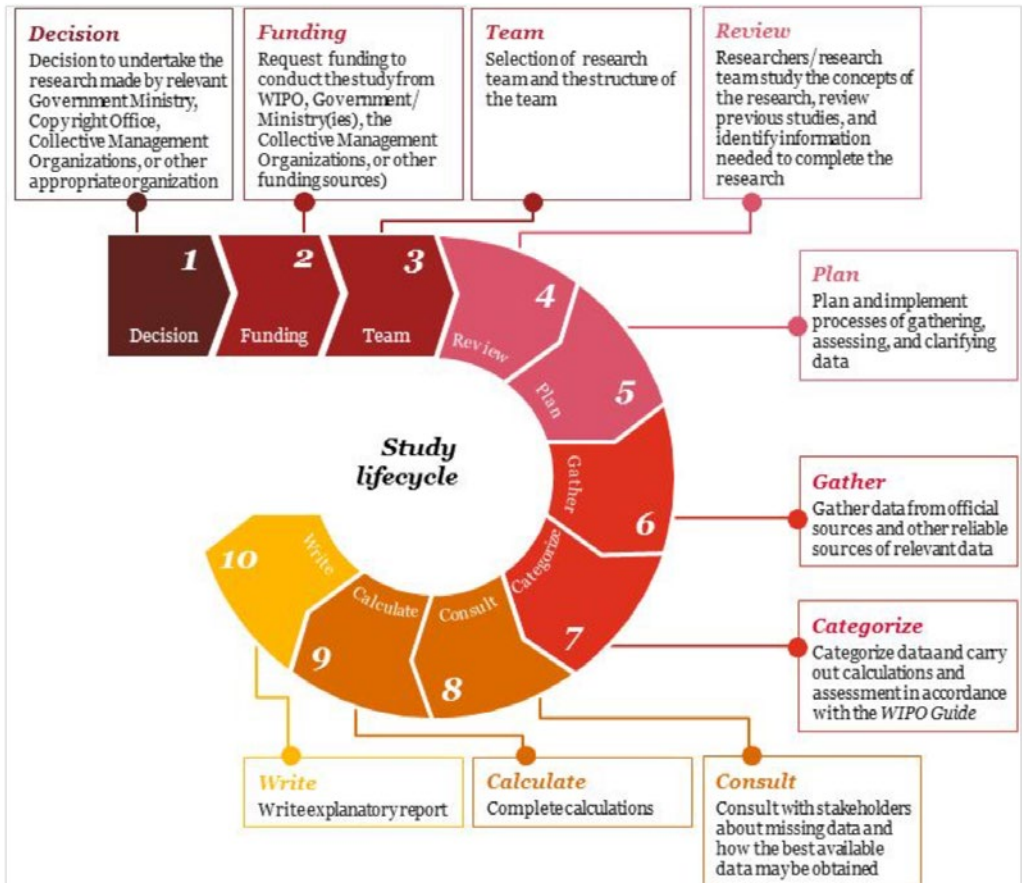 Decision
Decision to undertake the
research made by relevant
Government Ministry,
Copyright Office,
Collective Management
Organizations, or other
appropriate organization
Funding
Request funding to
conduct the study from
WIPO, Government/
Ministry(ies), the
Collective Management
Organizations, or other
funding sources)
Team
Selection of research
team and the structure of
the team
Review
Researchers/ research
team study the concepts of
the research, review
previous studies, and
identify information
needed to complete the
research
1
Decision
2
Funding
3
Team
4
Review
5
Plan
Plan
Plan and implement
processes of gathering,
assessing, and clarifying
data
Study
lifecycle
6
Gather
Gather
Gather data from official
sources and other reliable
sources of relevant data
7
Categorize
Categorize
Categorize data and carry
out calculations and
assessment in accordance
with the WIPO Guide
8
Consult
9
Calculate
10
Write
Write
Write explanatory report
Calculate
Complete calculations
Consult
Consult with stakeholders
about missing data and
how the best available
data may be obtained